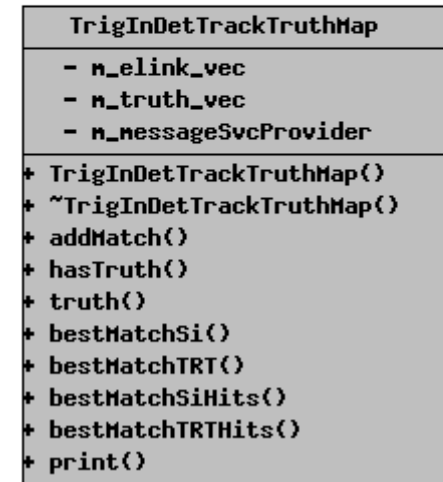 TrigInDetTrackTruthMap
- m_elink_vec
- m_truth_vec
- m_messageSvcProvider
+ TrigInDetTrackTruthMap()
+ ~TrigInDetTrackTruthMap()
+ addMatch()
+ hasTruth()
+ truth()
+ bestMatchSi()
+ bestMatchTRT()
+ bestMatchSiHits()
+ bestMatchTRTHits()
+ print()